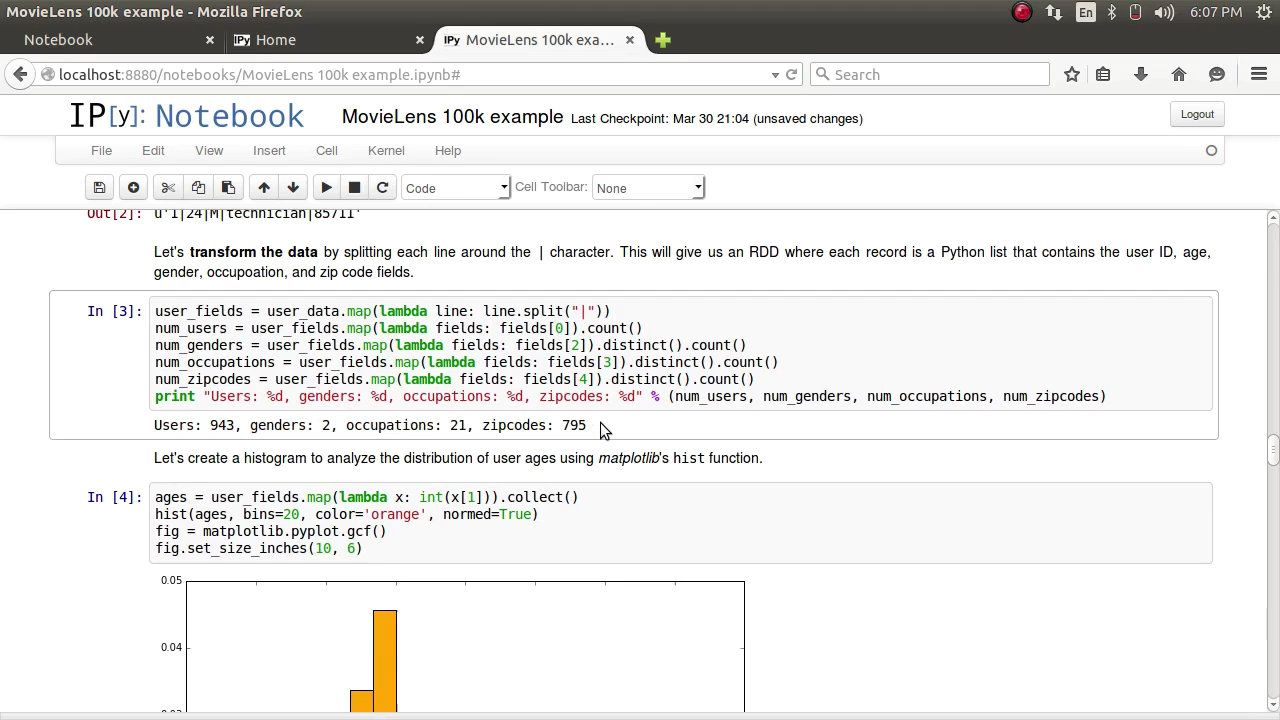 MovieLens 100k example - Mozilla Firefox
En
6:07 PM
Notebook
IPy Home
IPy MovieLens 100k exa...
localhost:8880/notebooks/MovieLens 100k example.ipynb#
Search
IP[y]: Notebook
MovieLens 100k example Last Checkpoint: Mar 30 21:04 (unsaved changes)
Logout
File Edit View Insert Cell Kernel Help
Code
Cell Toolbar:
None
Out[2]: u'1|24|M|technician|85711'
Let's transform the data by splitting each line around the | character. This will give us an RDD where each record is a Python list that contains the user ID, age,
gender, occupoation, and zip code fields.
In [3]: user_fields = user_data.map(lambda line: line.split("|"))
num_users = user_fields.map(lambda fields: fields[0]).count()
num_genders = user_fields.map(lambda fields: fields[2]).distinct().count()
num_occupations = user_fields.map(lambda fields: fields[3]).distinct().count()
num_zipcodes = user_fields.map(lambda fields: fields[4]).distinct().count()
print "Users: %d, genders: %d, occupations: %d, zipcodes: %d" % (num_users, num_genders, num_occupations, num_zipcodes)
Users: 943, genders: 2, occupations: 21, zipcodes: 795
Let's create a histogram to analyze the distribution of user ages using matplotlib's hist function.
In [4]: ages = user_fields.map(lambda x: int(x[1])).collect()
hist(ages, bins=20, color='orange', normed=True)
fig = matplotlib.pyplot.gcf()
fig.set_size_inches(10, 6)
0.05
0.04